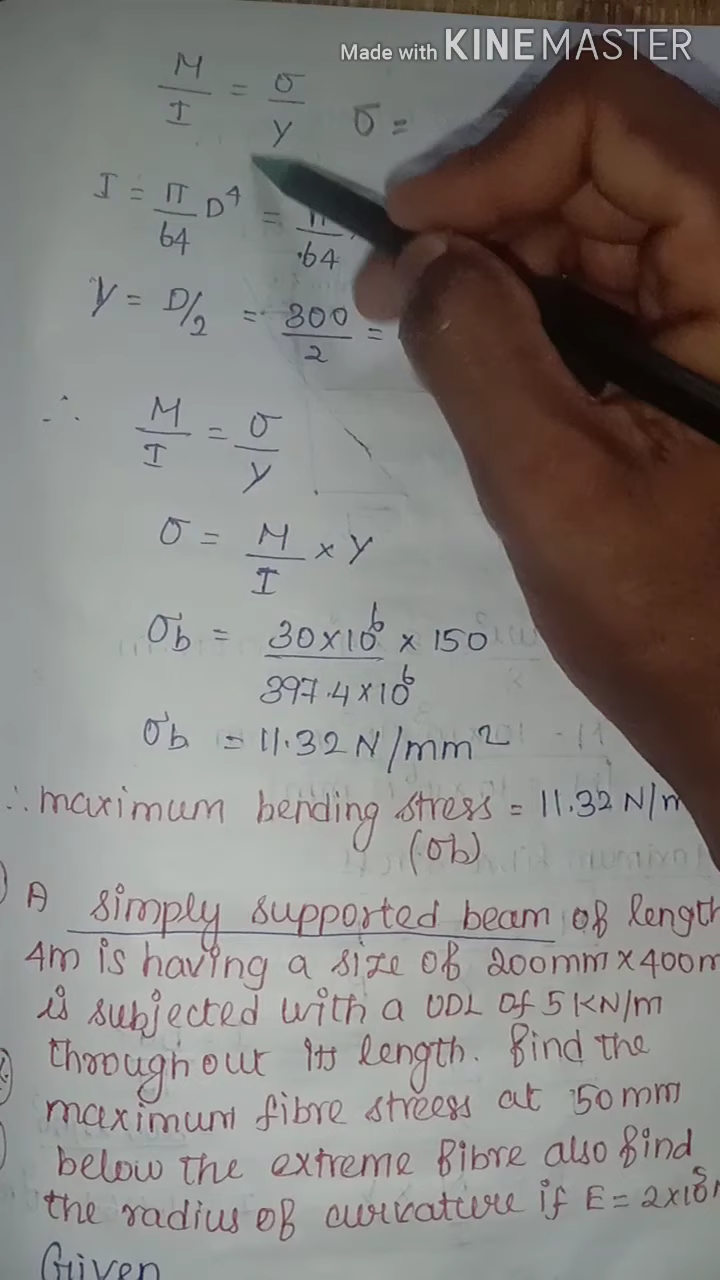 Made with KINEMASTER
M/I = σ/Y σ =
I = π/64 D⁴ = π/64
Y = D/2 = 300/2 =
∴ M/I = σ/Y
σ = M/I × Y
σb = 30×10⁶/397.4×10⁶ × 150
σb = 11.32 N/mm²
∴ maximum bending stress = 11.32 N/m
(σb)
A simply supported beam of length
4m is having a size of 200mm×400m
is subjected with a UDL of 5 KN/m
throughout its length. find the
maximum fibre streess at 50mm
below the extreme fibre also find
the radius of curvature if E = 2×10⁵
Given